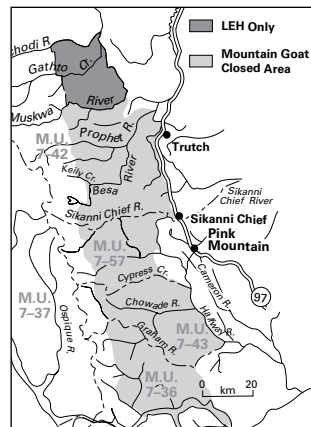 LEH Only
Mountain Goat
Closed Area
Gathto Cr.
Muskwa
River
Prophet R.
M.U.
7–42
Trutch
Keily Cr.
Besa
River
Sikanni Chief R.
Sikanni
Chief
River
Sikanni Chief
Pink
Mountain
M.U.
7–57
Cypress Cr.
Cameron R.
97
M.U.
7–37
Ospique R.
Chowade R.
Halfway R.
Graham R.
M.U.
7–43
M.U.
7–36
0 20
km